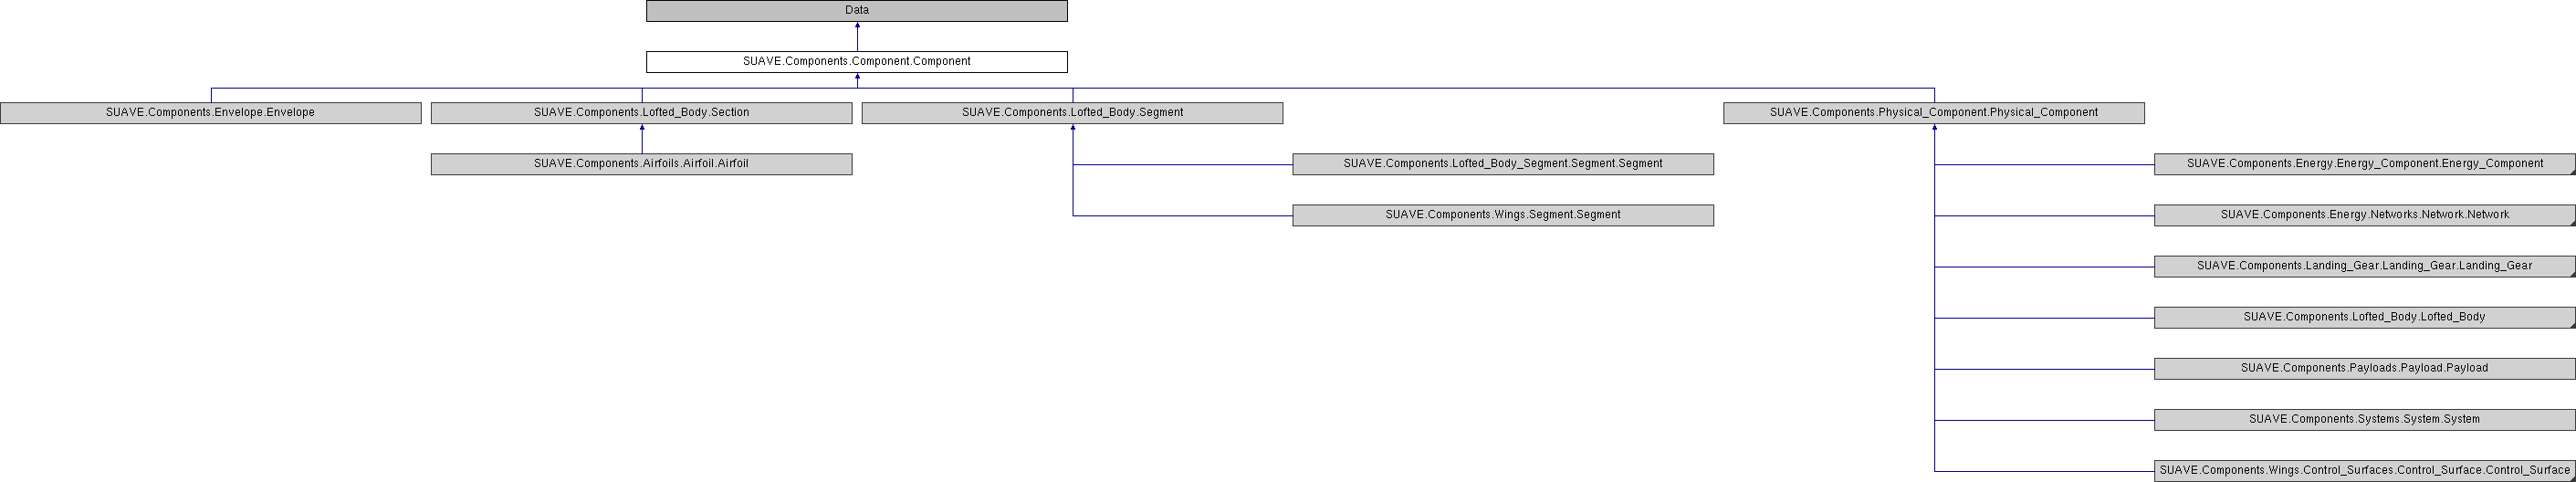 Data
SUAVE.Components.Component.Component
SUAVE.Components.Envelope.Envelope
SUAVE.Components.Lofted_Body.Section
SUAVE.Components.Lofted_Body.Segment
SUAVE.Components.Physical_Component.Physical_Component
SUAVE.Components.Airfoils.Airfoil.Airfoil
SUAVE.Components.Lofted_Body_Segment.Segment.Segment
SUAVE.Components.Energy.Energy_Component.Energy_Component
SUAVE.Components.Wings.Segment.Segment
SUAVE.Components.Energy.Networks.Network.Network
SUAVE.Components.Landing_Gear.Landing_Gear.Landing_Gear
SUAVE.Components.Lofted_Body.Lofted_Body
SUAVE.Components.Payloads.Payload.Payload
SUAVE.Components.Systems.System.System
SUAVE.Components.Wings.Control_Surfaces.Control_Surface.Control_Surface